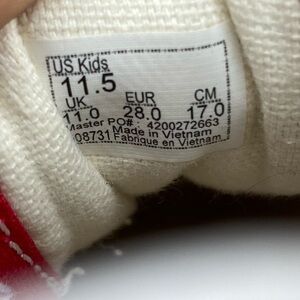 US Kids
11.5
UK EUR CM
11.0 28.0 17.0
Master PO# : 4200272663
08731 Made in Vietnam
Fabrique en Vietnam